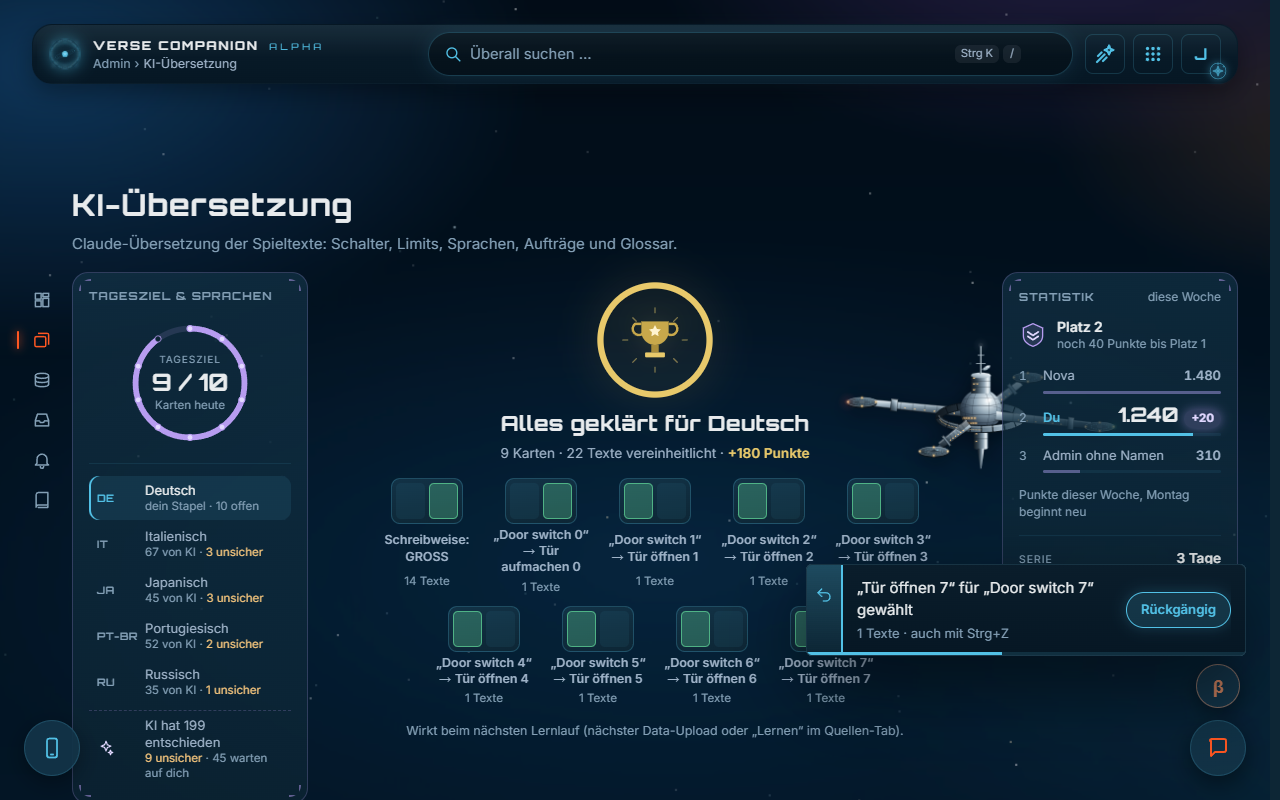 VERSE COMPANION ALPHA
Admin › KI-Übersetzung
Überall suchen ...
Strg K /
KI-Übersetzung
Claude-Übersetzung der Spieltexte: Schalter, Limits, Sprachen, Aufträge und Glossar.
TAGESZIEL & SPRACHEN
TAGESZIEL
9 / 10
Karten heute
DE Deutsch
dein Stapel · 10 offen
IT Italienisch
67 von KI · 3 unsicher
JA Japanisch
45 von KI · 3 unsicher
PT-BR Portugiesisch
52 von KI · 2 unsicher
RU Russisch
35 von KI · 1 unsicher
KI hat 199
entschieden
9 unsicher · 45 warten
auf dich
Alles geklärt für Deutsch
9 Karten · 22 Texte vereinheitlicht · +180 Punkte
Schreibweise:
GROSS
14 Texte
„Door switch 0“
→ Tür
aufmachen 0
1 Texte
„Door switch 1“
→ Tür öffnen 1
1 Texte
„Door switch 2“
→ Tür öffnen 2
1 Texte
„Door switch 3“
→ Tür öffnen 3
„Door switch 4“
→ Tür öffnen 4
1 Texte
„Door switch 5“
→ Tür öffnen 5
1 Texte
„Door switch 6“
→ Tür öffnen 6
1 Texte
„Door switch 7“
→ Tür öffnen 7
1 Texte
Wirkt beim nächsten Lernlauf (nächster Data-Upload oder „Lernen“ im Quellen-Tab).
STATISTIK diese Woche
Platz 2
noch 40 Punkte bis Platz 1
1 Nova 1.480
2 Du 1.240 +20
3 Admin ohne Namen 310
Punkte dieser Woche, Montag
beginnt neu
SERIE 3 Tage
„Tür öffnen 7“ für „Door switch 7“
gewählt
1 Texte · auch mit Strg+Z
Rückgängig
β